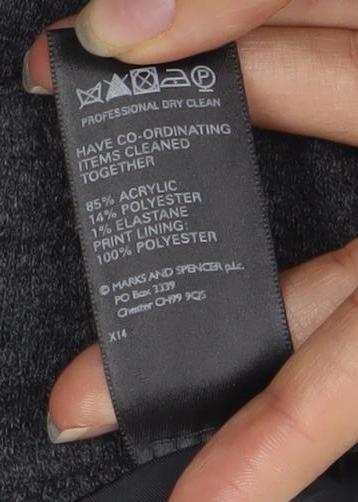 PROFESSIONAL DRY CLEAN
HAVE CO-ORDINATING
ITEMS CLEANED
TOGETHER
85% ACRYLIC
14% POLYESTER
1% ELASTANE
PRINT LINING:
100% POLYESTER
© MARKS AND SPENCER p.l.c.
PO Box 3339
Chester CH99 9QS
X14